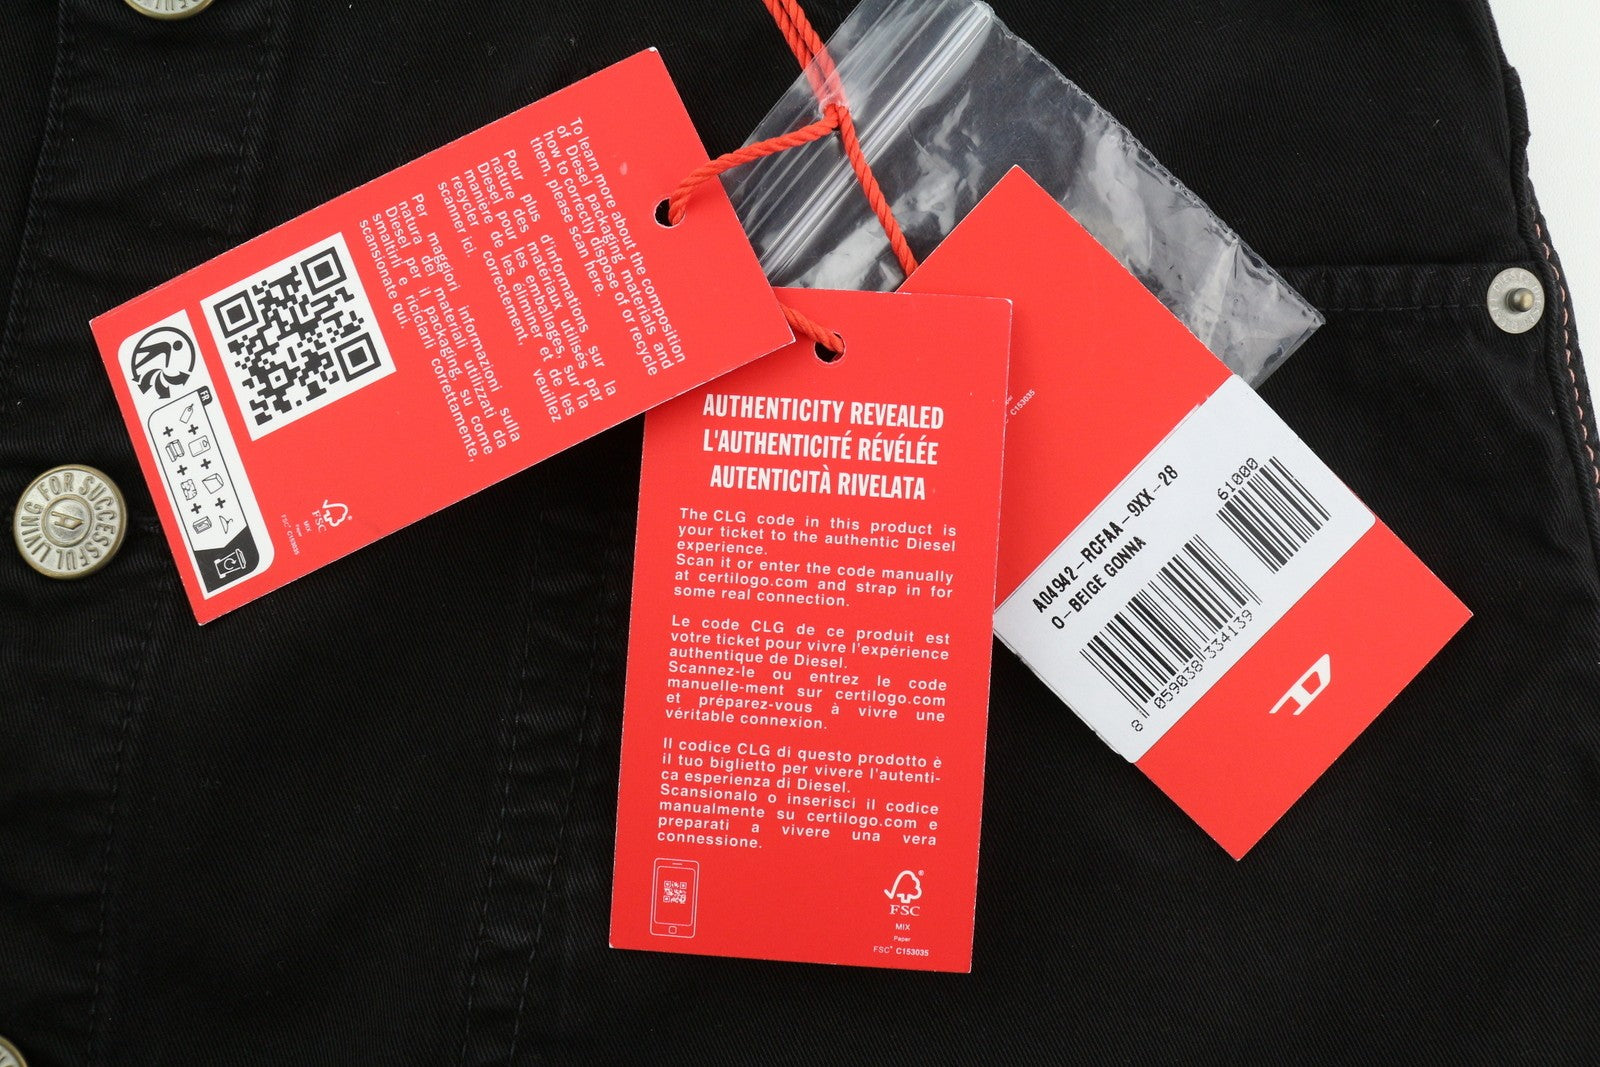 To learn more about the composition
of Diesel packaging materials and
how to correctly dispose of or recycle
them, please scan here.
Pour plus d'informations sur la
nature des matériaux utilisés par
Diesel pour les emballages, sur la
manière de les éliminer et de les
recycler correctement, veuillez
scanner ici.
Per maggiori informazioni sulla
natura dei materiali utilizzati da
Diesel per il packaging, su come
smaltirli e riciclarli correttamente,
scansionate qui.
FR
FSC
MIX
Paper
FSC® C153035
AUTHENTICITY REVEALED
L'AUTHENTICITÉ RÉVÉLÉE
AUTENTICITÀ RIVELATA
The CLG code in this product is
your ticket to the authentic Diesel
experience.
Scan it or enter the code manually
at certilogo.com and strap in for
some real connection.
Le code CLG de ce produit est
votre ticket pour vivre l'expérience
authentique de Diesel.
Scannez-le ou entrez le code
manuelle-ment sur certilogo.com
et préparez-vous à vivre une
véritable connexion.
Il codice CLG di questo prodotto è
il tuo biglietto per vivere l'autenti-
ca esperienza di Diesel.
Scansionalo o inserisci il codice
manualmente su certilogo.com e
preparati a vivere una vera
connessione.
FSC
MIX
Paper
FSC® C153035
C153035
A04942-RCFAA-9XX-28
O-BEIGE GONNA
61000
8 059038 334139
D
LIVING FOR SUCCESSFUL
A